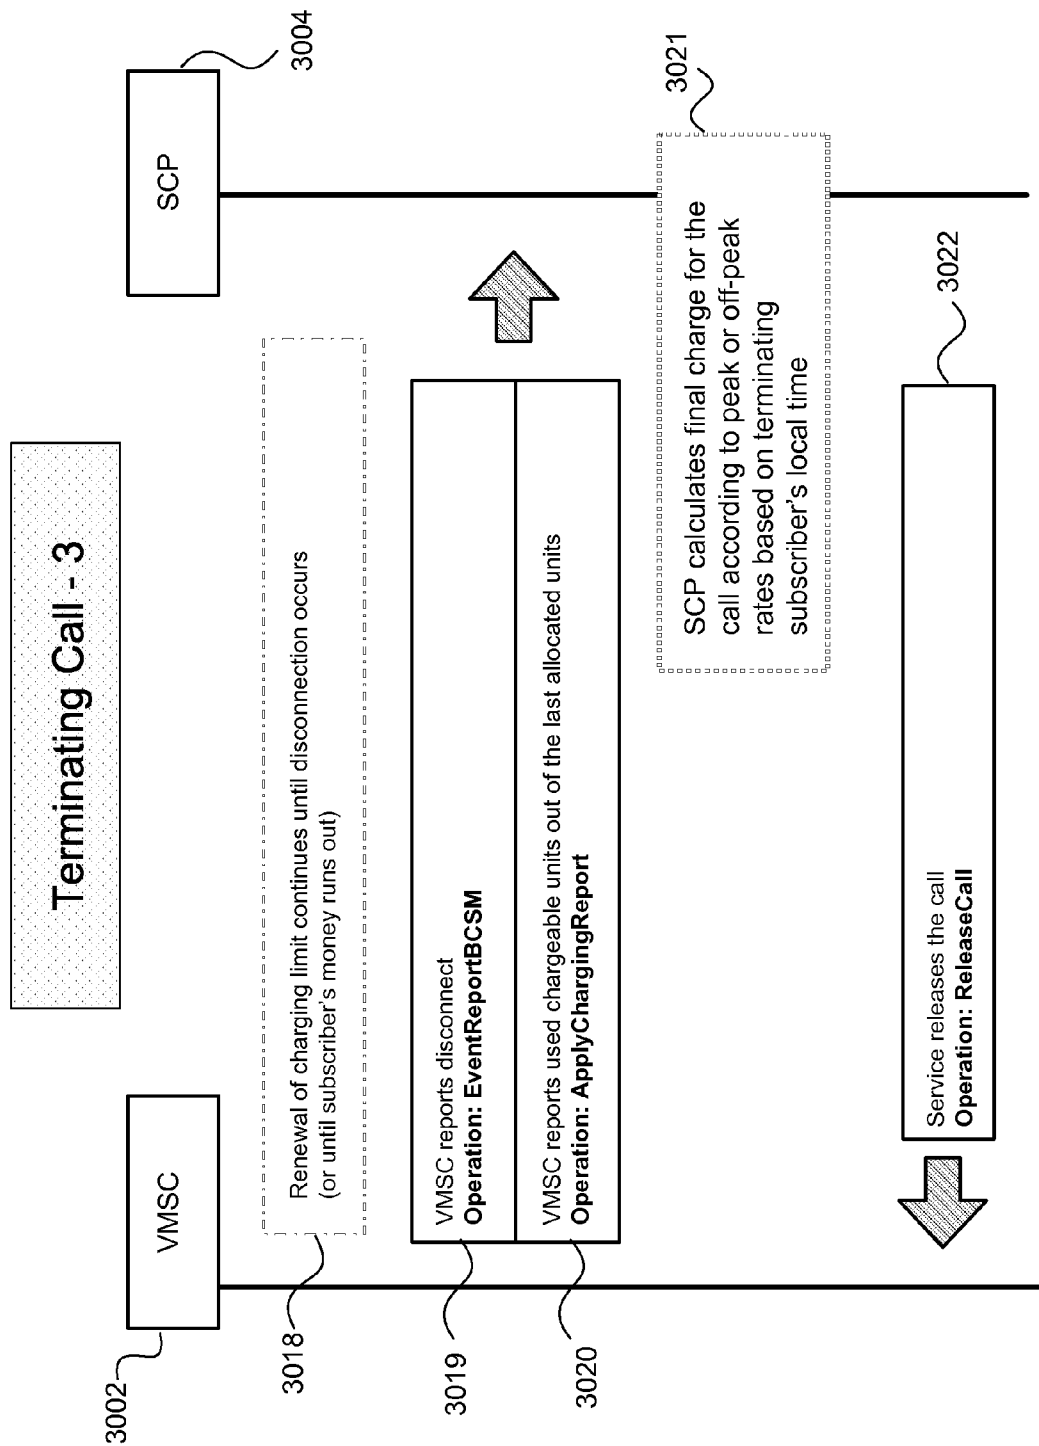 Terminating Call - 3
3002
VMSC
SCP
3004
3018
Renewal of charging limit continues until disconnection occurs
(or until subscriber's money runs out)
3019
VMSC reports disconnect
Operation: EventReportBCSM
3020
VMSC reports used chargeable units out of the last allocated units
Operation: ApplyChargingReport
3021
SCP calculates final charge for the
call according to peak or off-peak
rates based on terminating
subscriber's local time
3022
Service releases the call
Operation: ReleaseCall